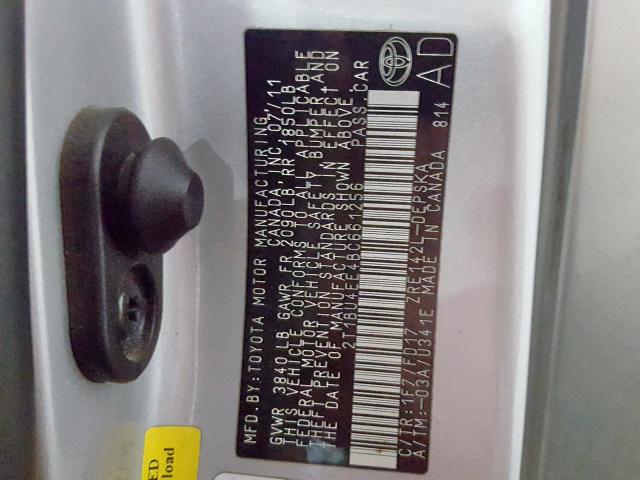 MFD.BY:TOYOTA MOTOR MANUFACTURING
CANADA,INC.07/11
GVWR 3840LB GAWR FR 2090LB,RR 1850LB
THIS VEHICLE CONFORMS TO ALL APPLICABLE
FEDERAL MOTOR VEHICLE SAFETY, BUMPER,AND
THEFT PREVENTION STANDARDS IN EFFECT ON
THE DATE OF MANUFACTURE SHOWN ABOVE.
2T1BU4EE4BC661256 PASS.CAR
C/TR:1F7/FD17 ZRE142L-DEPSKA
A/TM:-03A/U341E MADE IN CANADA 814
AD
ED
load